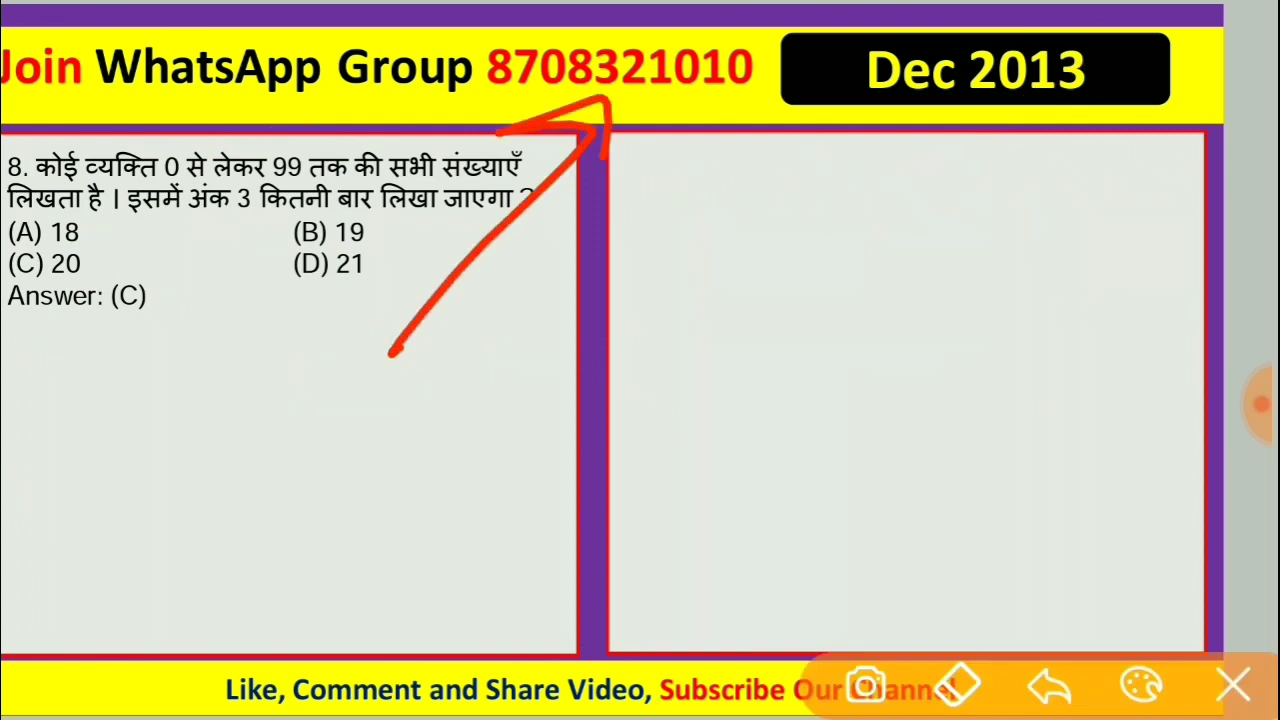 Join WhatsApp Group 8708321010
Dec 2013
8. कोई व्यक्ति 0 से लेकर 99 तक की सभी संख्याएँ
लिखता है । इसमें अंक 3 कितनी बार लिखा जाएगा ?
(A) 18 (B) 19
(C) 20 (D) 21
Answer: (C)
Like, Comment and Share Video, Subscribe Our Channel